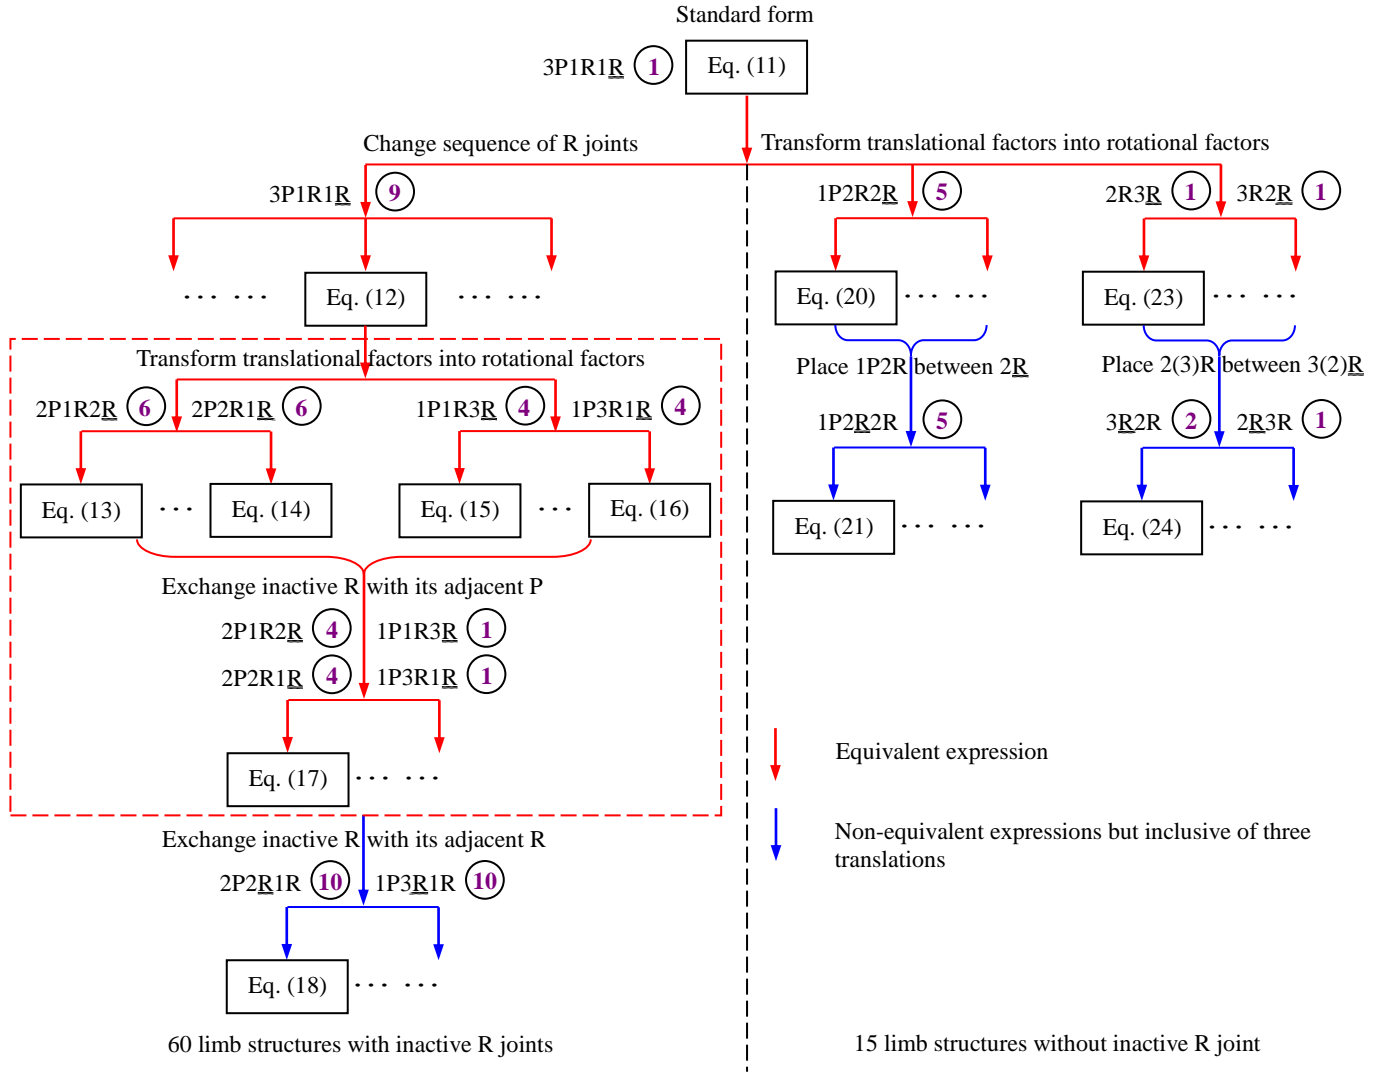 Standard form
3P1R1R 1 Eq. (11)
Change sequence of R joints
Transform translational factors into rotational factors
3P1R1R 9
1P2R2R 5
2R3R 1 3R2R 1
... ... Eq. (12) ... ...
Eq. (20) ... ...
Eq. (23) ... ...
Transform translational factors into rotational factors
Place 1P2R between 2R
Place 2(3)R between 3(2)R
2P1R2R 6 2P2R1R 6
1P1R3R 4 1P3R1R 4
1P2R2R 5
3R2R 2 2R3R 1
Eq. (13) ... Eq. (14)
Eq. (15) ... Eq. (16)
Eq. (21) ... ...
Eq. (24) ... ...
Exchange inactive R with its adjacent P
2P1R2R 4 1P1R3R 1
2P2R1R 4 1P3R1R 1
Eq. (17) ... ...
Equivalent expression
Non-equivalent expressions but inclusive of three
translations
Exchange inactive R with its adjacent R
2P2R1R 10 1P3R1R 10
Eq. (18) ... ...
60 limb structures with inactive R joints
15 limb structures without inactive R joint